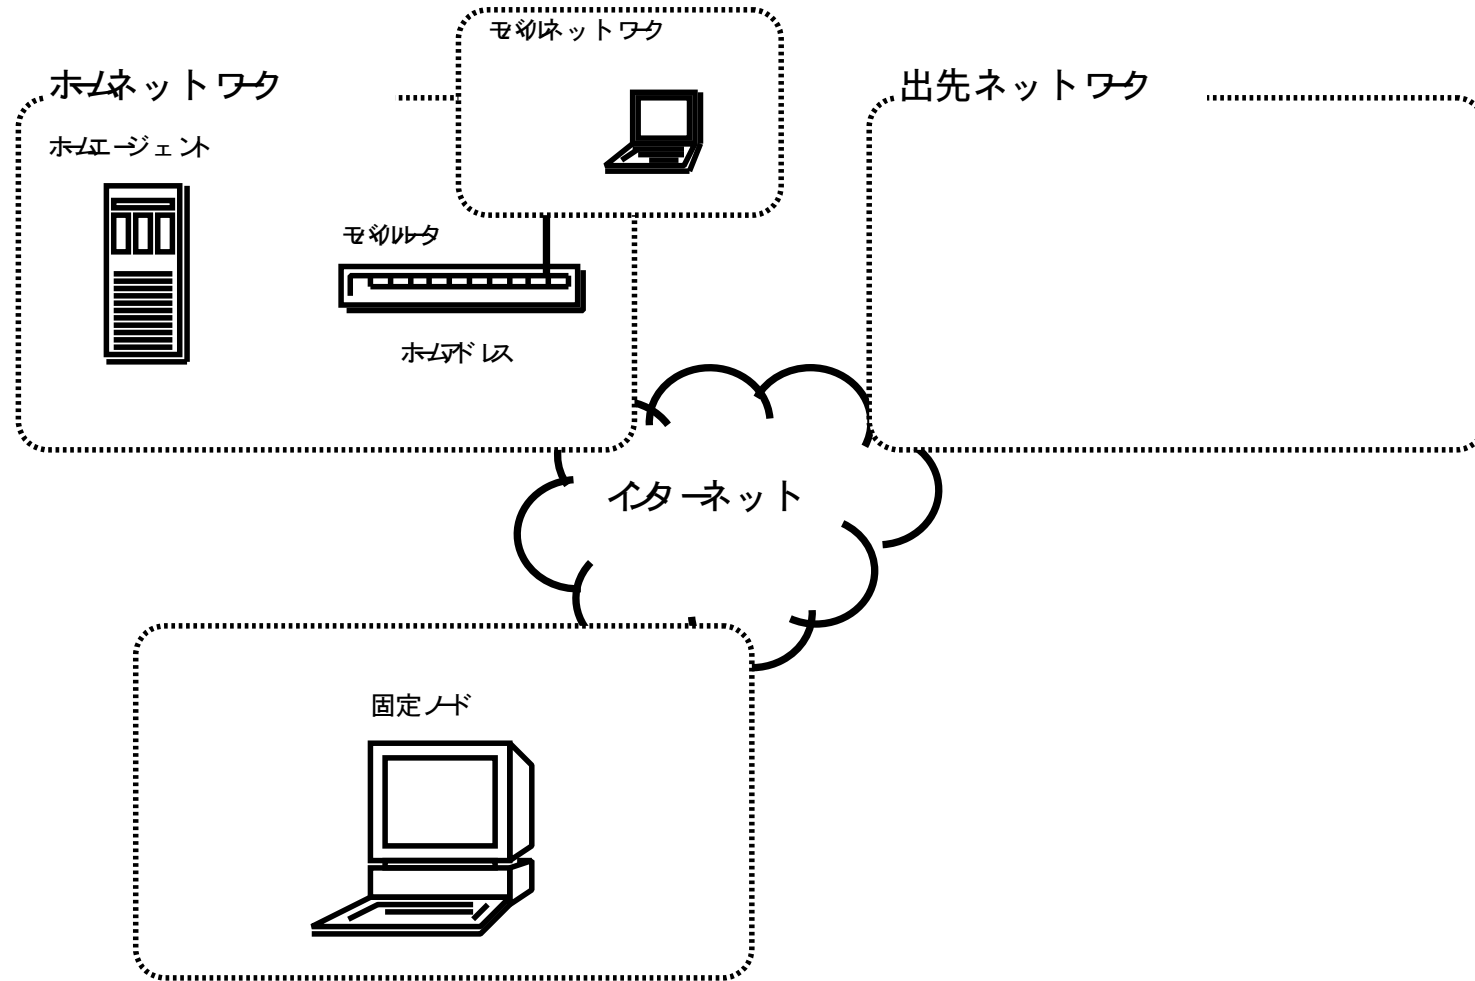 モバイルネットワーク
ホームネットワーク
出先ネットワーク
ホームエージェント
モバイルルータ
ホームアドレス
インターネット
固定ノード